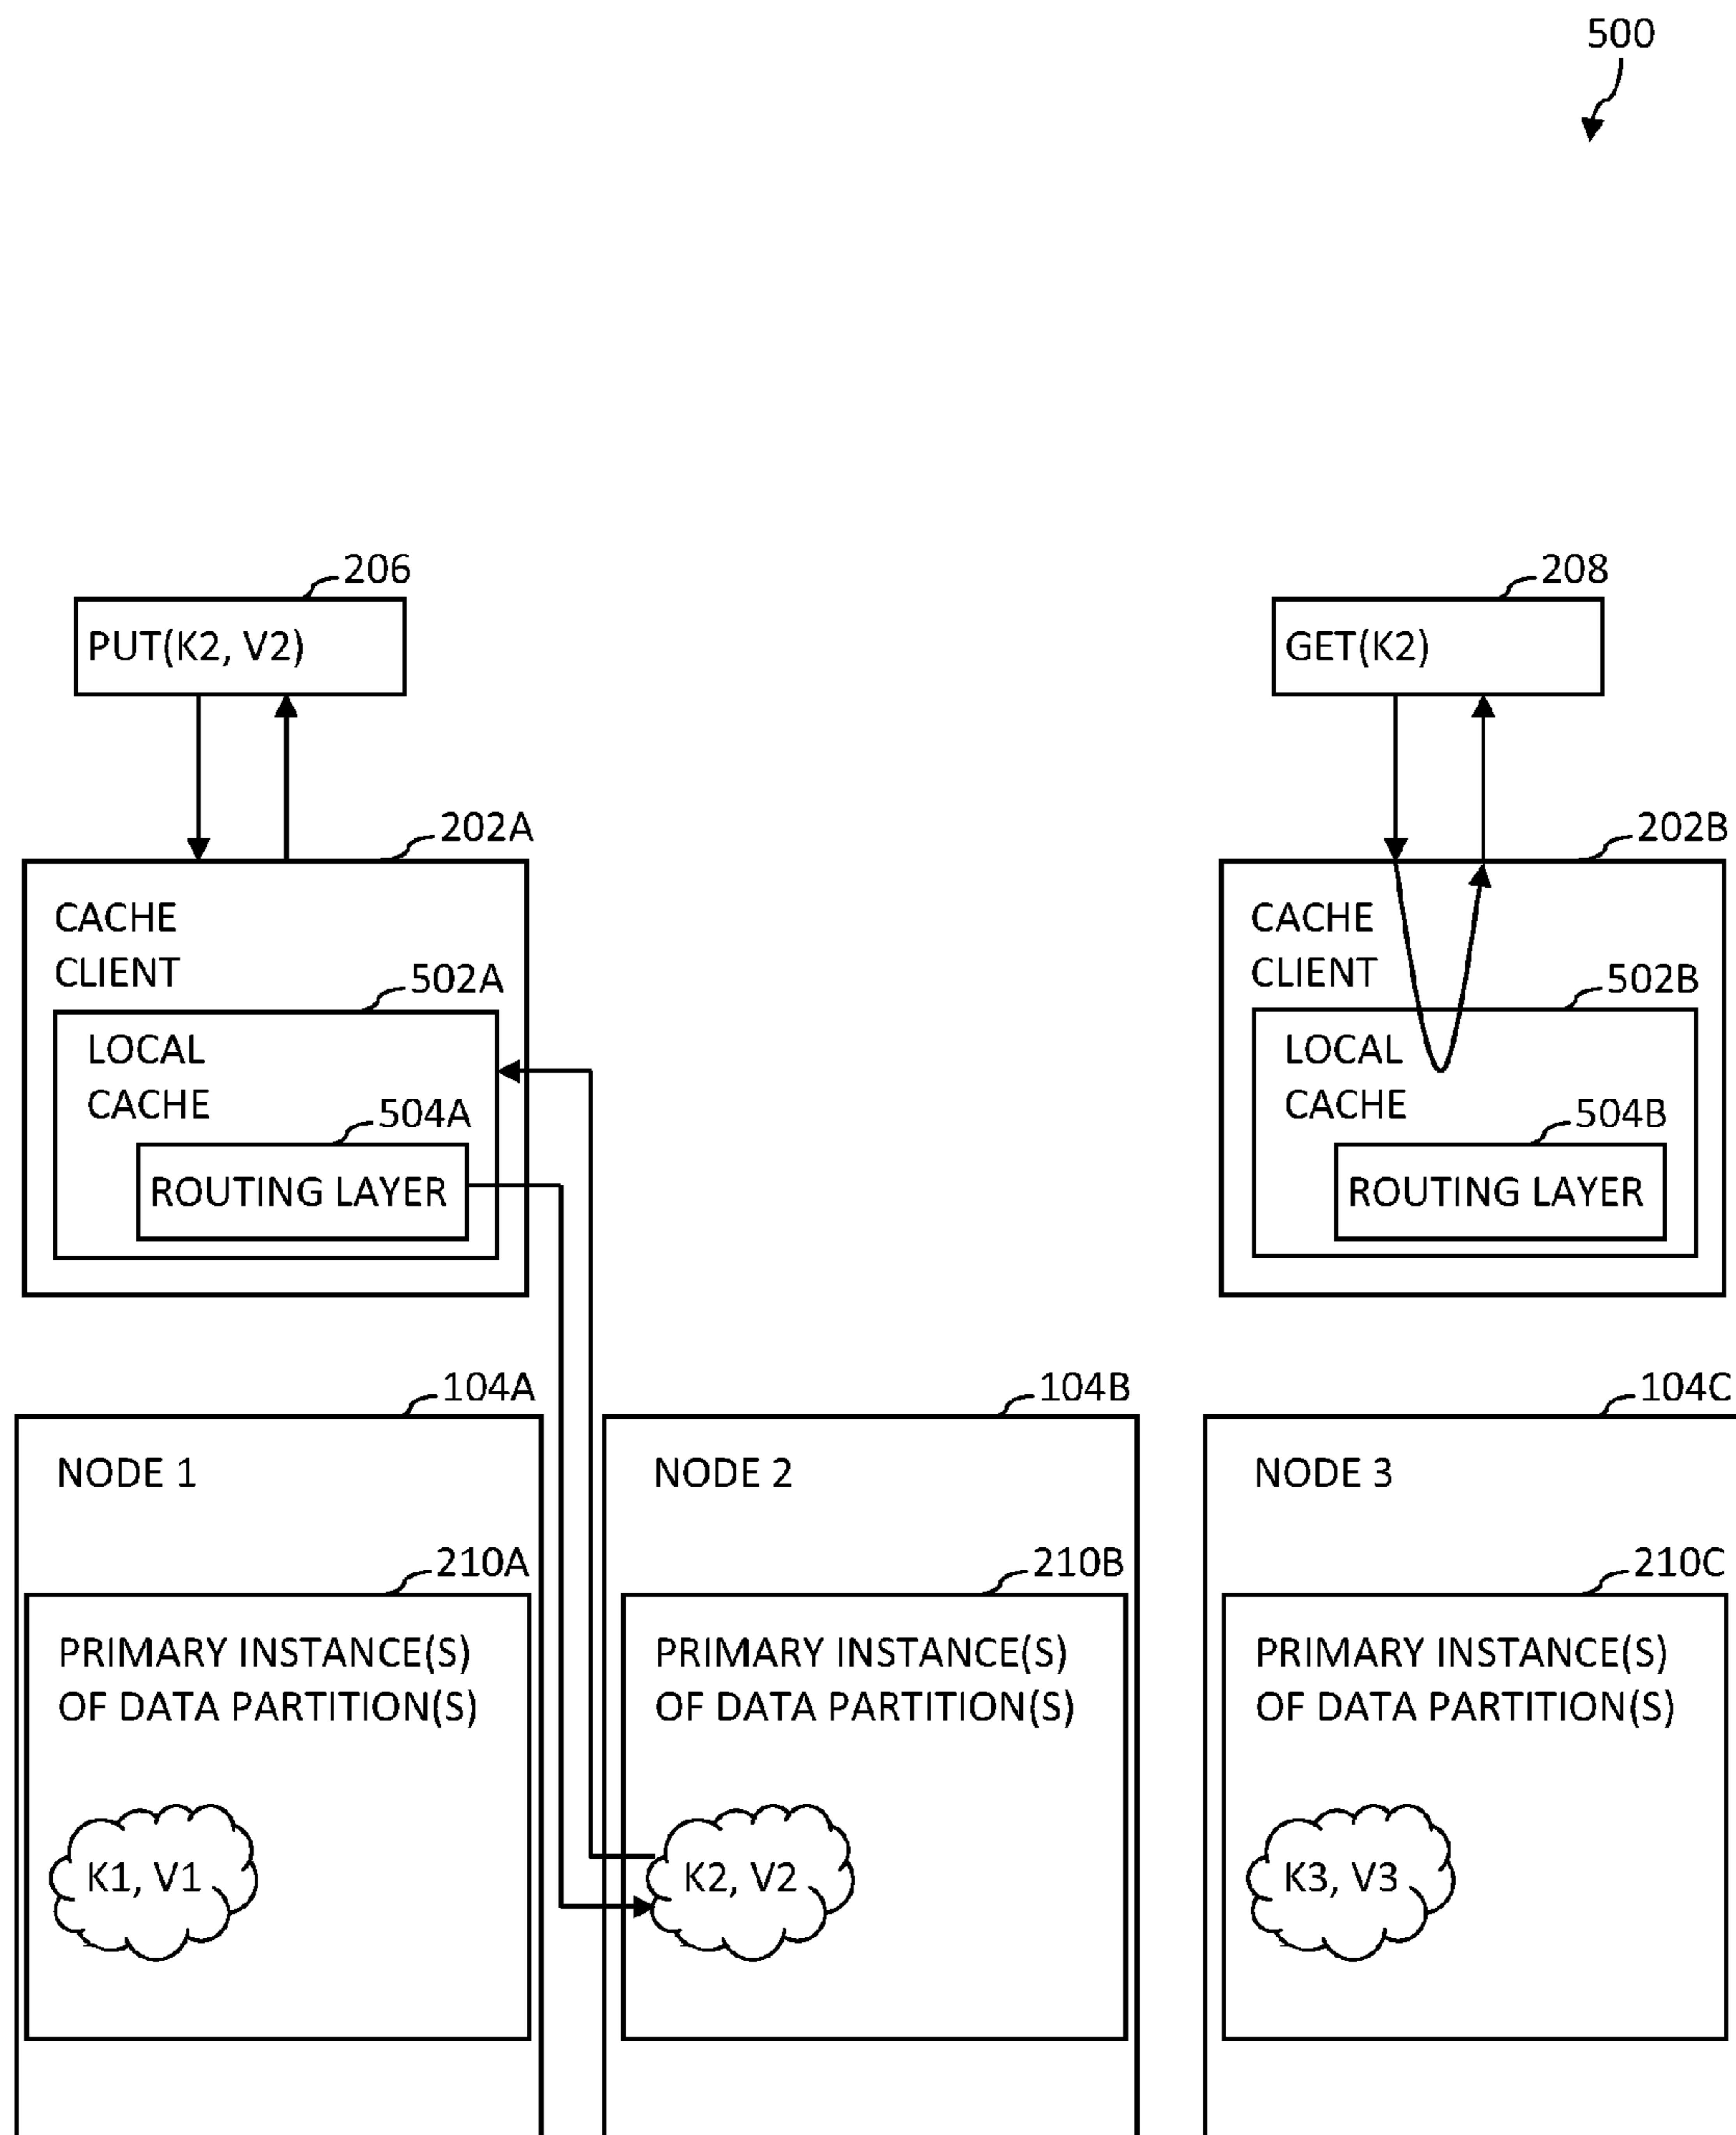 500
206
208
PUT(K2, V2)
GET(K2)
202A
202B
CACHE
CLIENT
502A
LOCAL
CACHE
504A
ROUTING LAYER
CACHE
CLIENT
502B
LOCAL
CACHE
504B
ROUTING LAYER
104A
NODE 1
210A
PRIMARY INSTANCE(S)
OF DATA PARTITION(S)
K1, V1
104B
NODE 2
210B
PRIMARY INSTANCE(S)
OF DATA PARTITION(S)
K2, V2
104C
NODE 3
210C
PRIMARY INSTANCE(S)
OF DATA PARTITION(S)
K3, V3